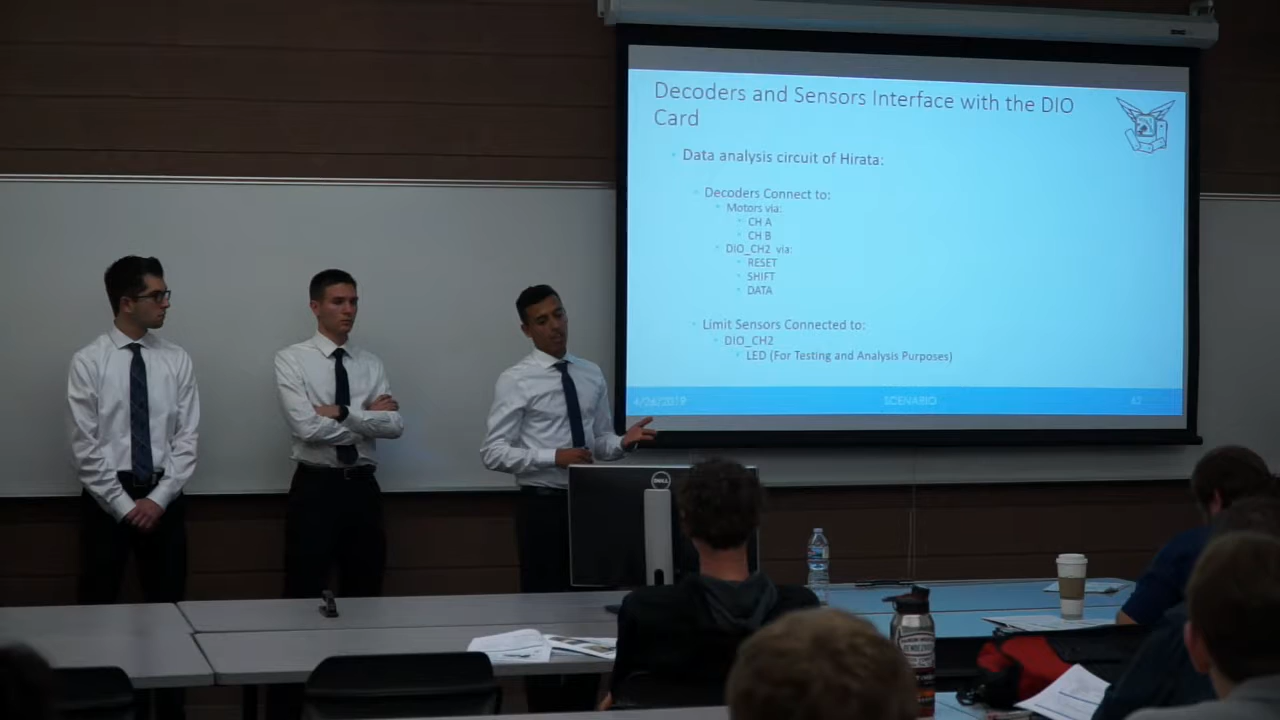 Decoders and Sensors Interface with the DIO
Card
Data analysis circuit of Hirata:
Decoders Connect to:
Motors via:
CH A
CH B
DIO_CH2 via:
RESET
SHIFT
DATA
Limit Sensors Connected to:
DIO_CH2
LED (For Testing and Analysis Purposes)
4/26/2019
SCENARIO
DELL